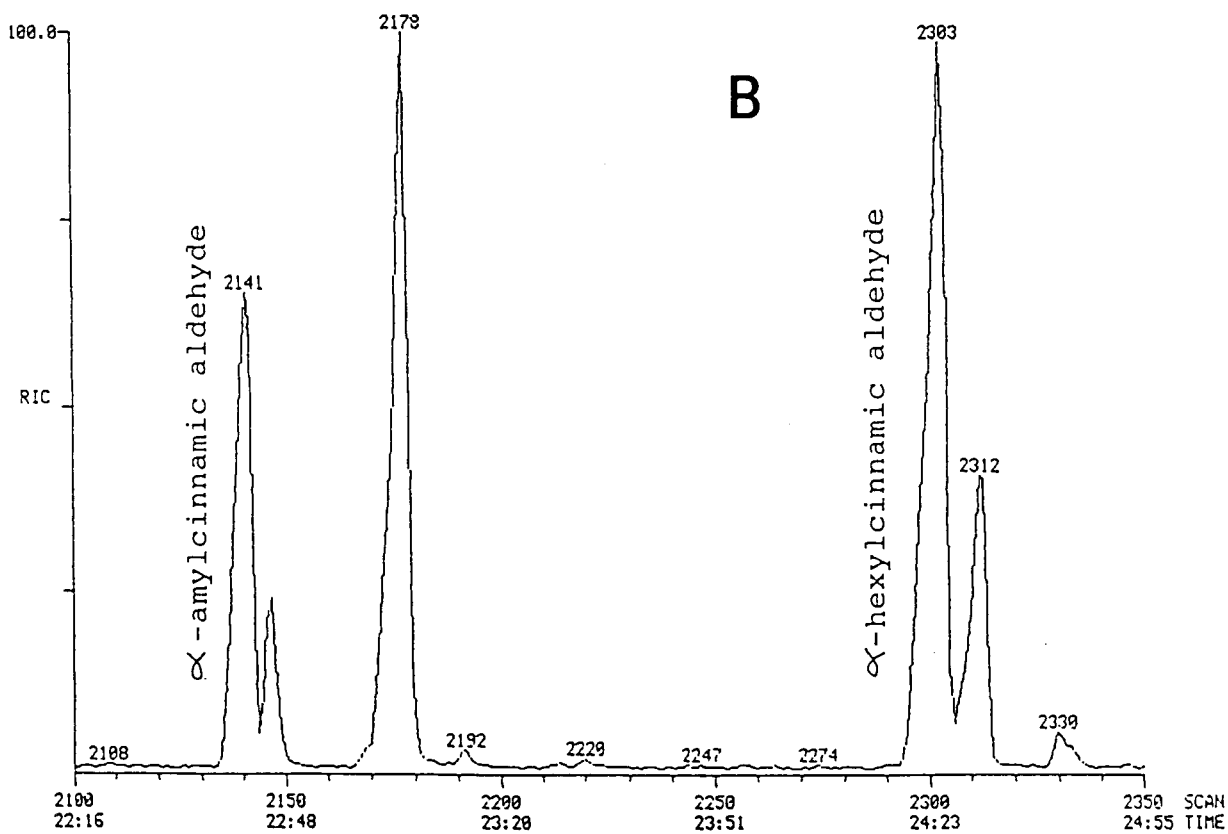 100.0
2178
2303
B
α-amylcinnamic aldehyde
α-hexylcinnamic aldehyde
2141
RIC
2312
2108
2192
2220
2247
2274
2330
2100 2150 2200 2250 2300 2350 SCAN
22:16 22:48 23:20 23:51 24:23 24:55 TIME